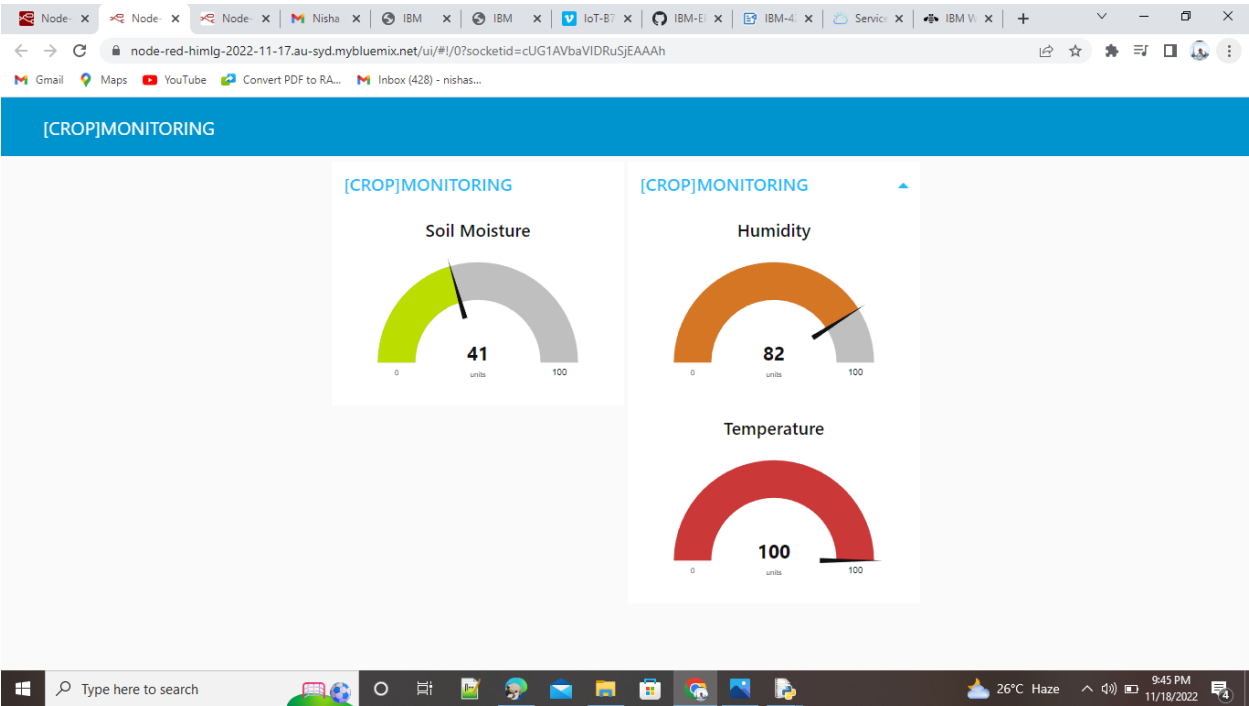 Node- Node- Node- Nisha IBM IBM IoT-B7 IBM-EI IBM-4: Service IBM W
node-red-himlg-2022-11-17.au-syd.mybluemix.net/ui/#!/0?socketid=cUG1AVbaVIDRuSjEAAAh
Gmail Maps YouTube Convert PDF to RA... Inbox (428) - nishas...
[CROP]MONITORING
[CROP]MONITORING
Soil Moisture
41
units
0
100
[CROP]MONITORING
Humidity
82
units
0
100
Temperature
100
units
0
100
Type here to search
26°C Haze
9:45 PM
11/18/2022
4